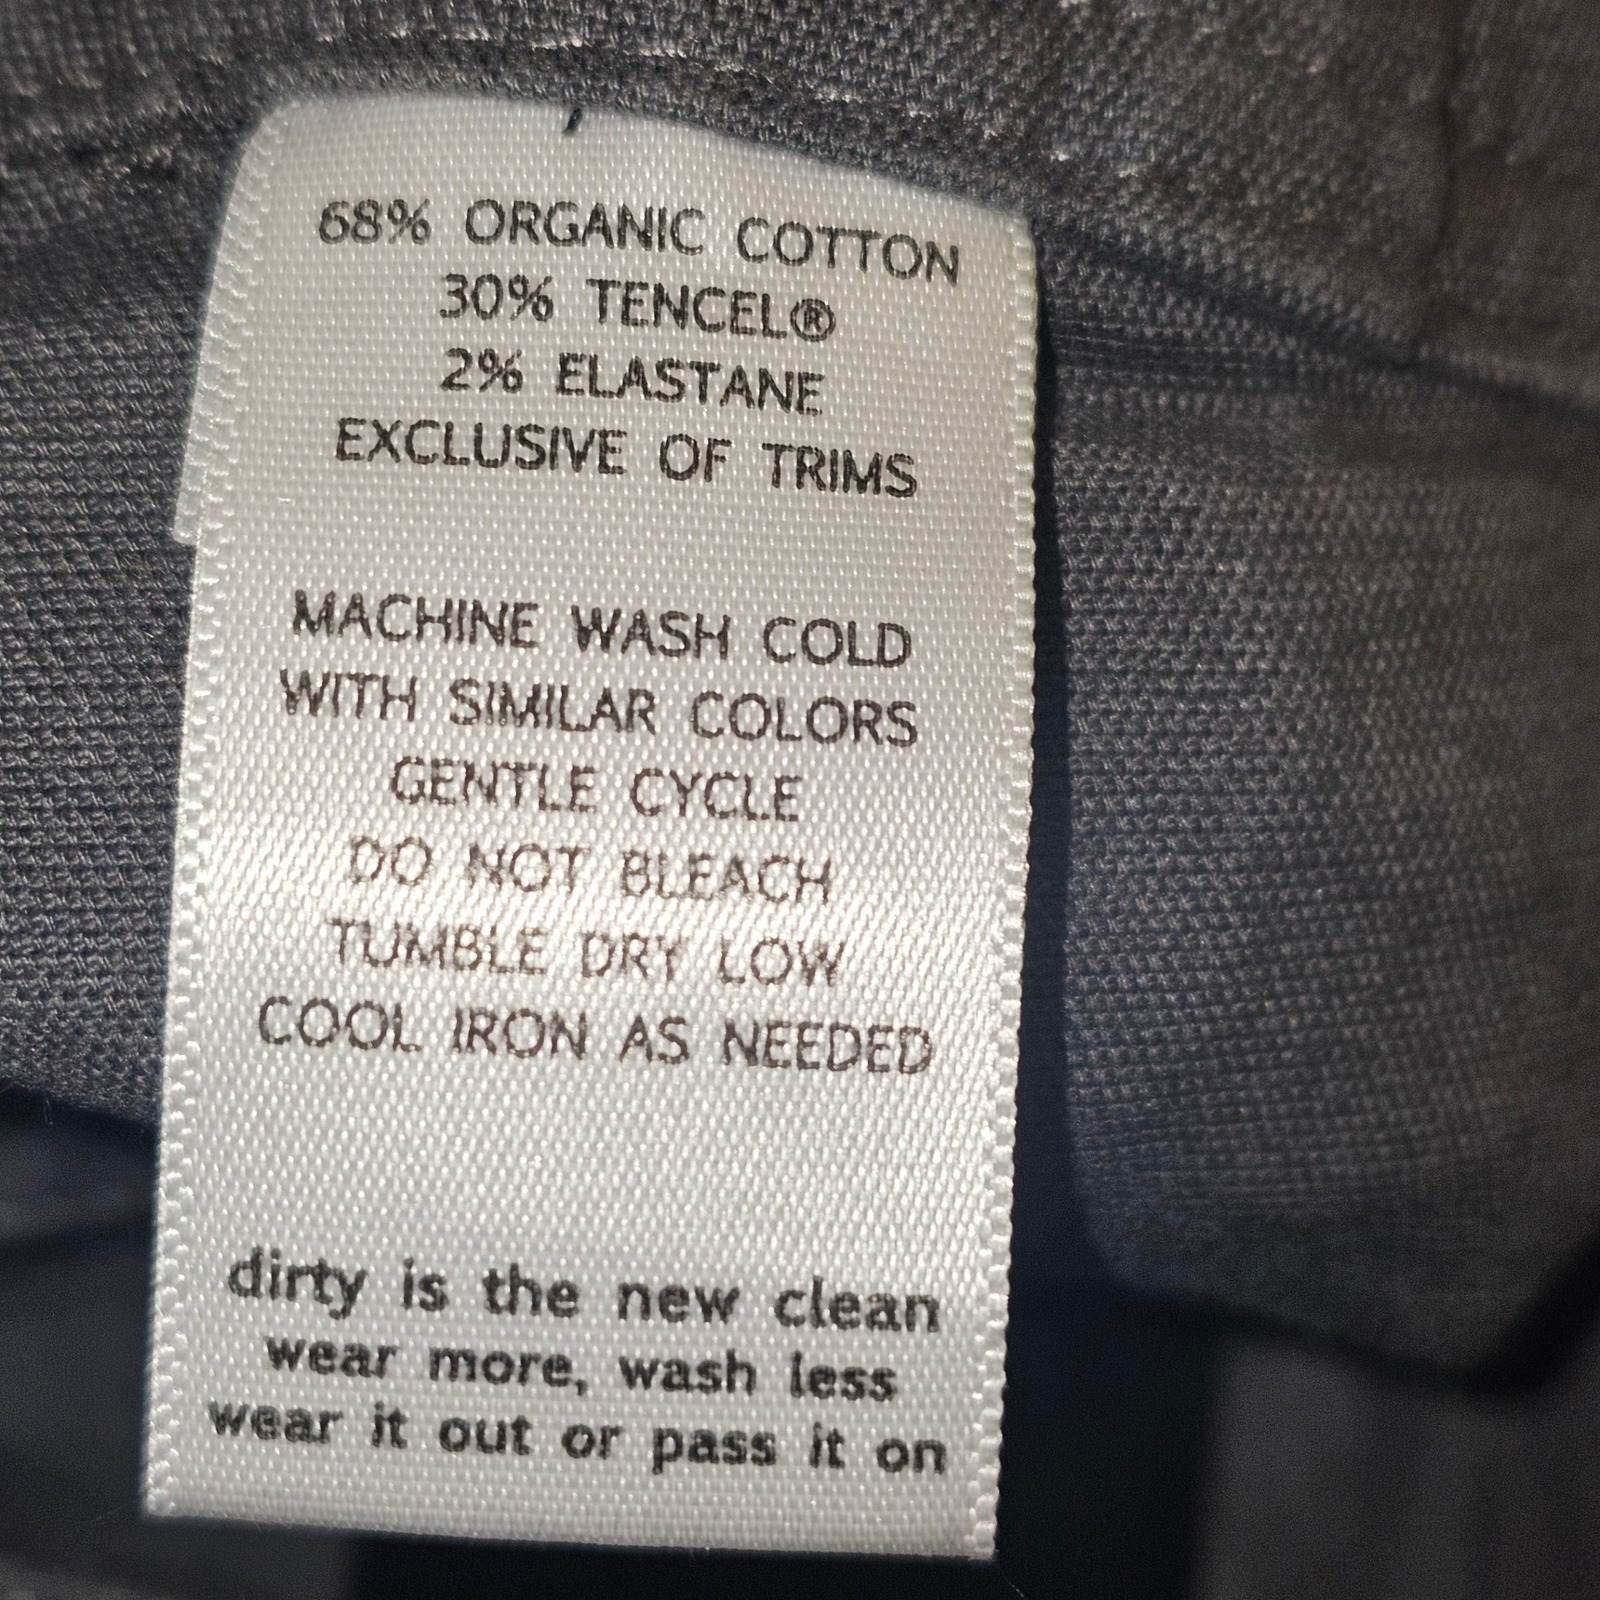 68% ORGANIC COTTON
30% TENCEL®
2% ELASTANE
EXCLUSIVE OF TRIMS
MACHINE WASH COLD
WITH SIMILAR COLORS
GENTLE CYCLE
DO NOT BLEACH
TUMBLE DRY LOW
COOL IRON AS NEEDED
dirty is the new clean
wear more, wash less
wear it out or pass it on